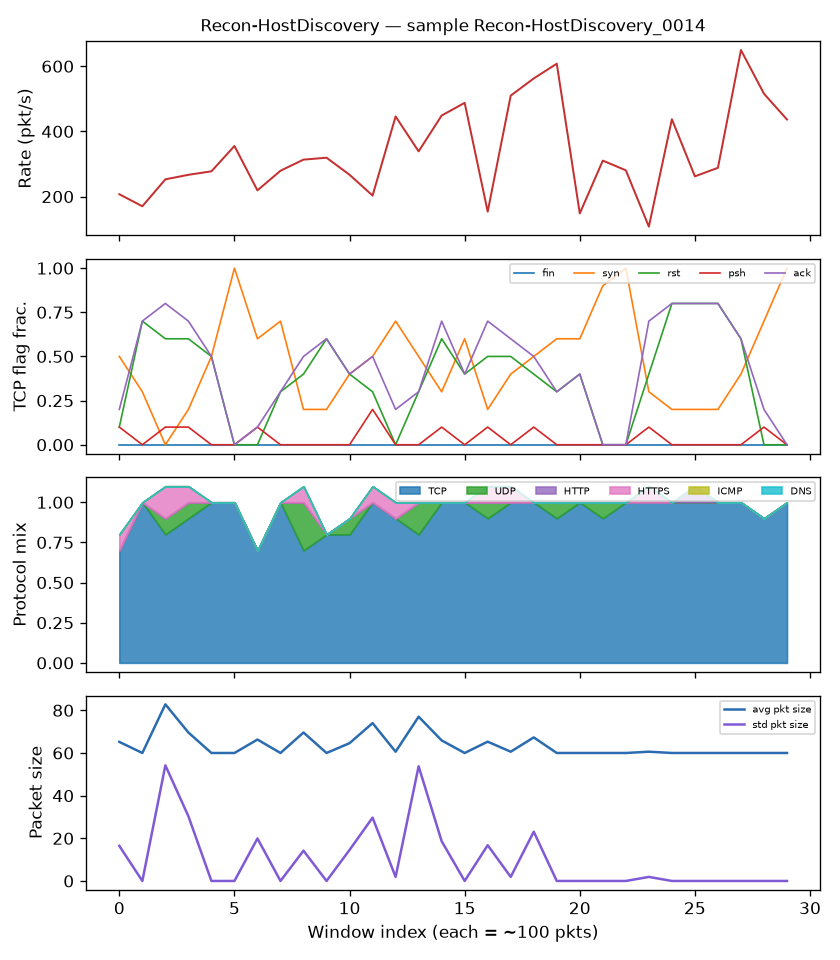 Recon-HostDiscovery — sample Recon-HostDiscovery_0014
Rate (pkt/s)
600
400
200
TCP flag frac.
1.00
0.75
0.50
0.25
0.00
fin syn rst psh ack
Protocol mix
1.00
0.75
0.50
0.25
0.00
TCP UDP HTTP HTTPS ICMP DNS
Packet size
80
60
40
20
0
avg pkt size
std pkt size
0 5 10 15 20 25 30
Window index (each = ~100 pkts)